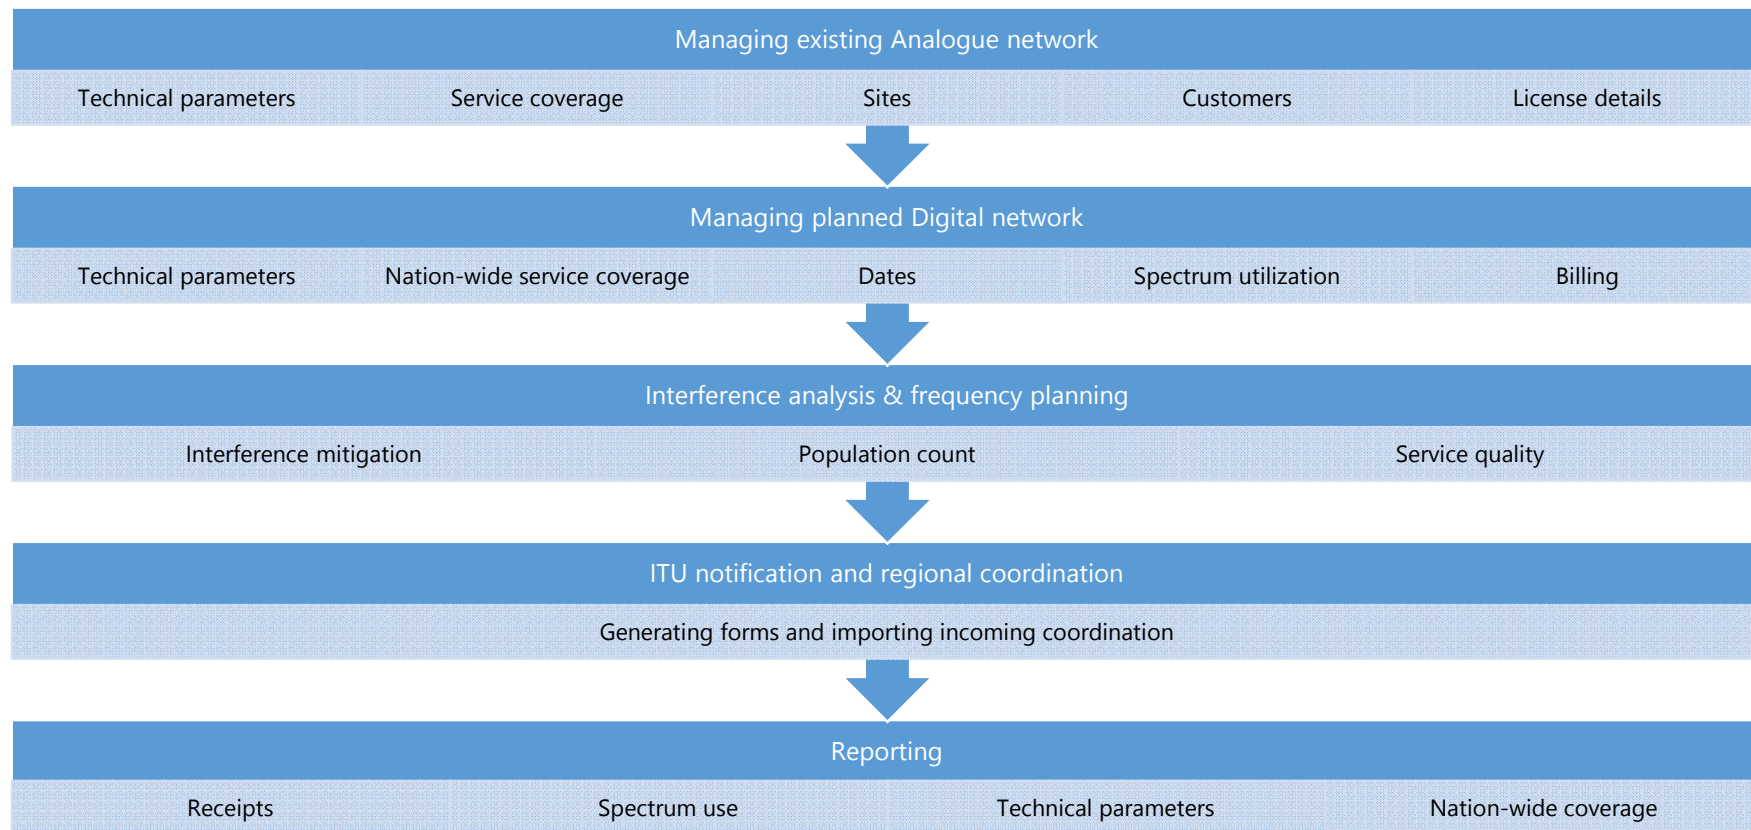 Managing existing Analogue network
Technical parameters Service coverage Sites Customers License details
Managing planned Digital network
Technical parameters Nation-wide service coverage Dates Spectrum utilization Billing
Interference analysis & frequency planning
Interference mitigation Population count Service quality
ITU notification and regional coordination
Generating forms and importing incoming coordination
Reporting
Receipts Spectrum use Technical parameters Nation-wide coverage